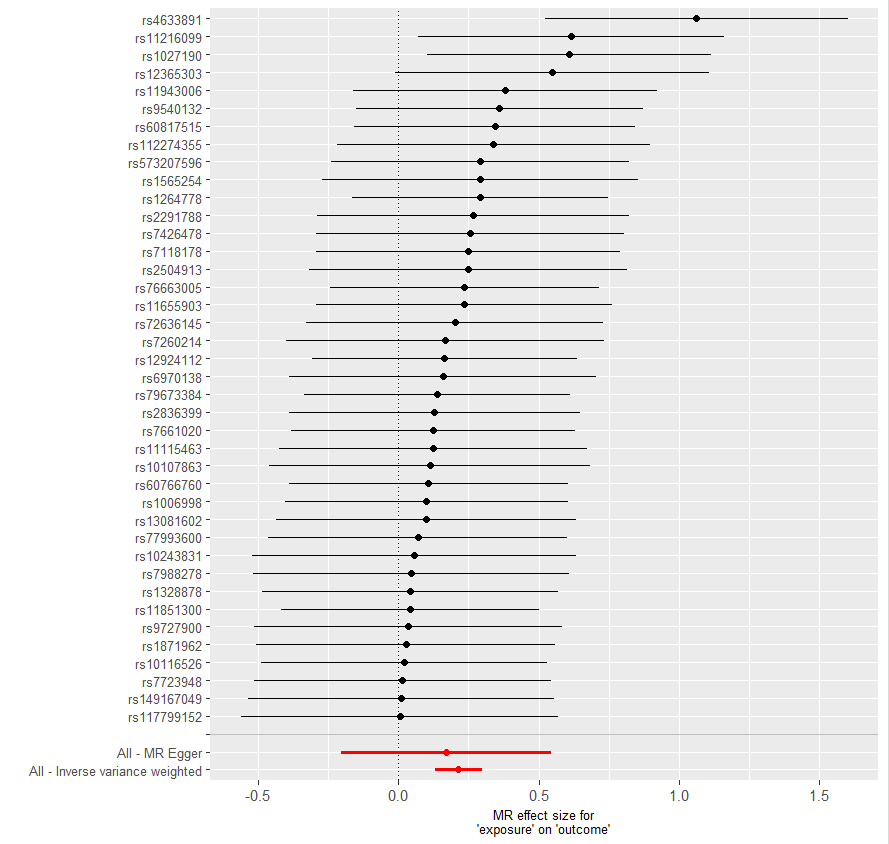 rs4633891
rs11216099
rs1027190
rs12365303
rs11943006
rs9540132
rs60817515
rs112274355
rs573207596
rs1565254
rs1264778
rs2291788
rs7426478
rs7118178
rs2504913
rs76663005
rs11655903
rs72636145
rs7260214
rs12924112
rs6970138
rs79673384
rs2836399
rs7661020
rs11115463
rs10107863
rs60766760
rs1006998
rs13081602
rs77993600
rs10243831
rs7988278
rs1328878
rs11851300
rs9727900
rs1871962
rs10116526
rs7723948
rs149167049
rs117799152
All - MR Egger
All - Inverse variance weighted
-0.5 0.0 0.5 1.0 1.5
MR effect size for
'exposure' on 'outcome'